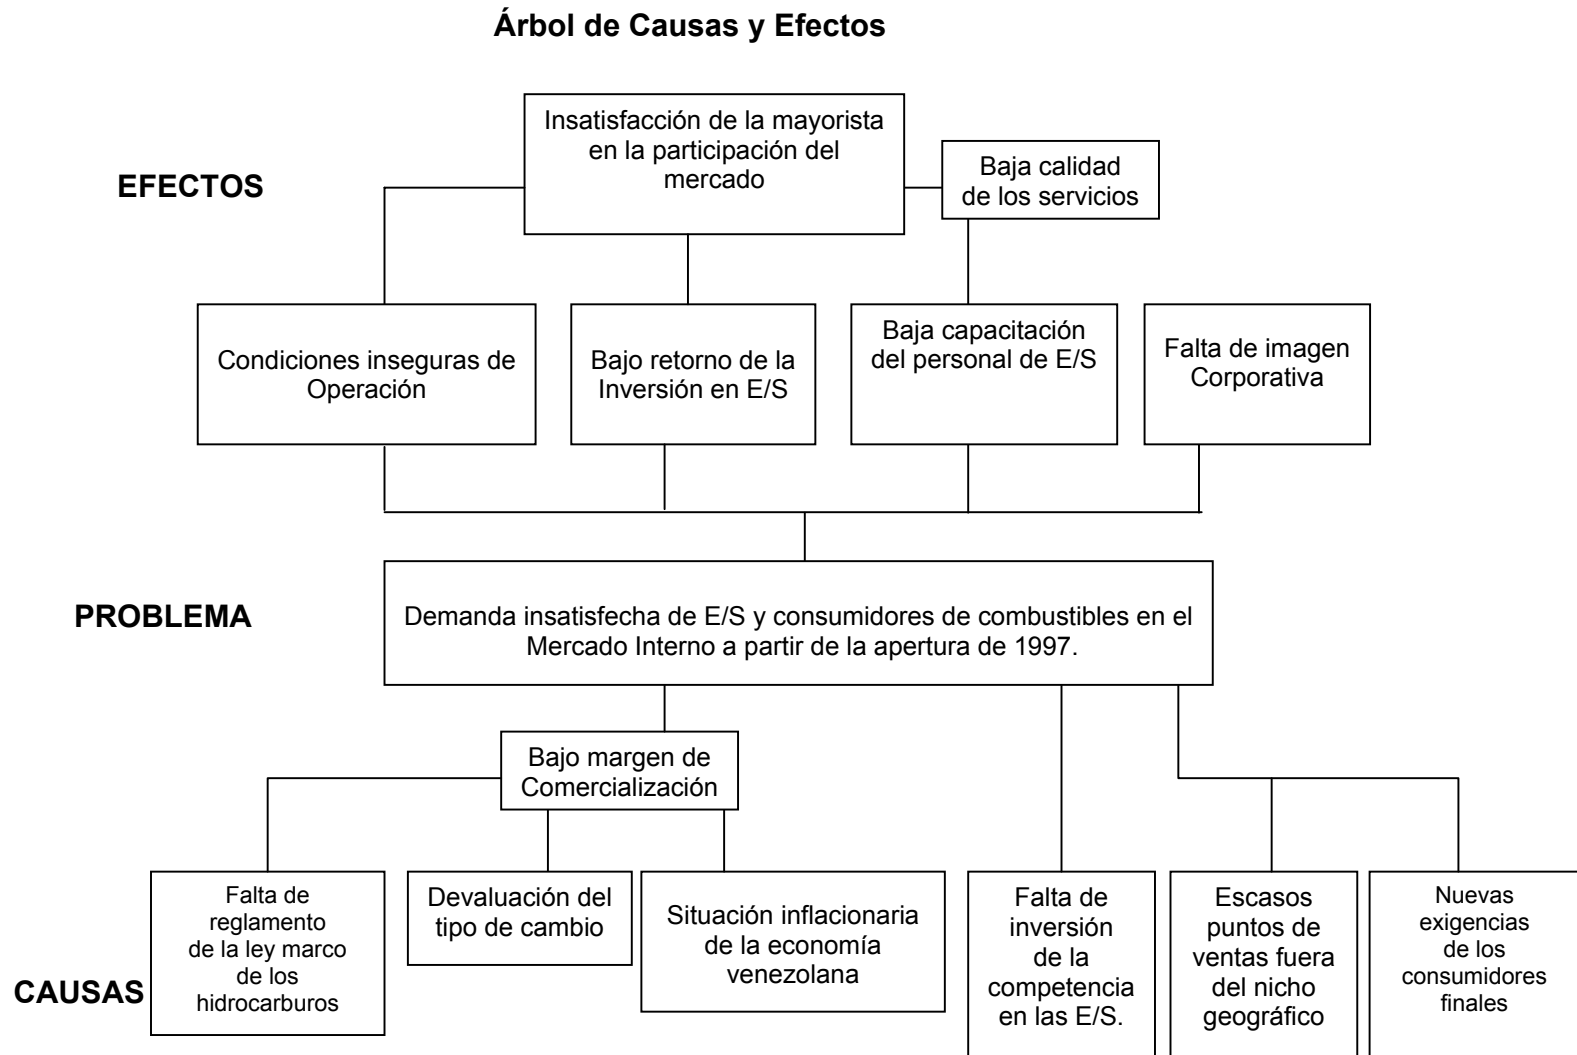 Árbol de Causas y Efectos
Insatisfacción de la mayorista
en la participación del
mercado
Baja calidad
de los servicios
EFECTOS
Condiciones inseguras de
Operación
Bajo retorno de la
Inversión en E/S
Baja capacitación
del personal de E/S
Falta de imagen
Corporativa
PROBLEMA
Demanda insatisfecha de E/S y consumidores de combustibles en el
Mercado Interno a partir de la apertura de 1997.
Bajo margen de
Comercialización
Falta de
reglamento
de la ley marco
de los
hidrocarburos
Devaluación del
tipo de cambio
Situación inflacionaria
de la economía
venezolana
Falta de
inversión
de la
competencia
en las E/S.
Escasos
puntos de
ventas fuera
del nicho
geográfico
Nuevas
exigencias
de los
consumidores
finales
CAUSAS